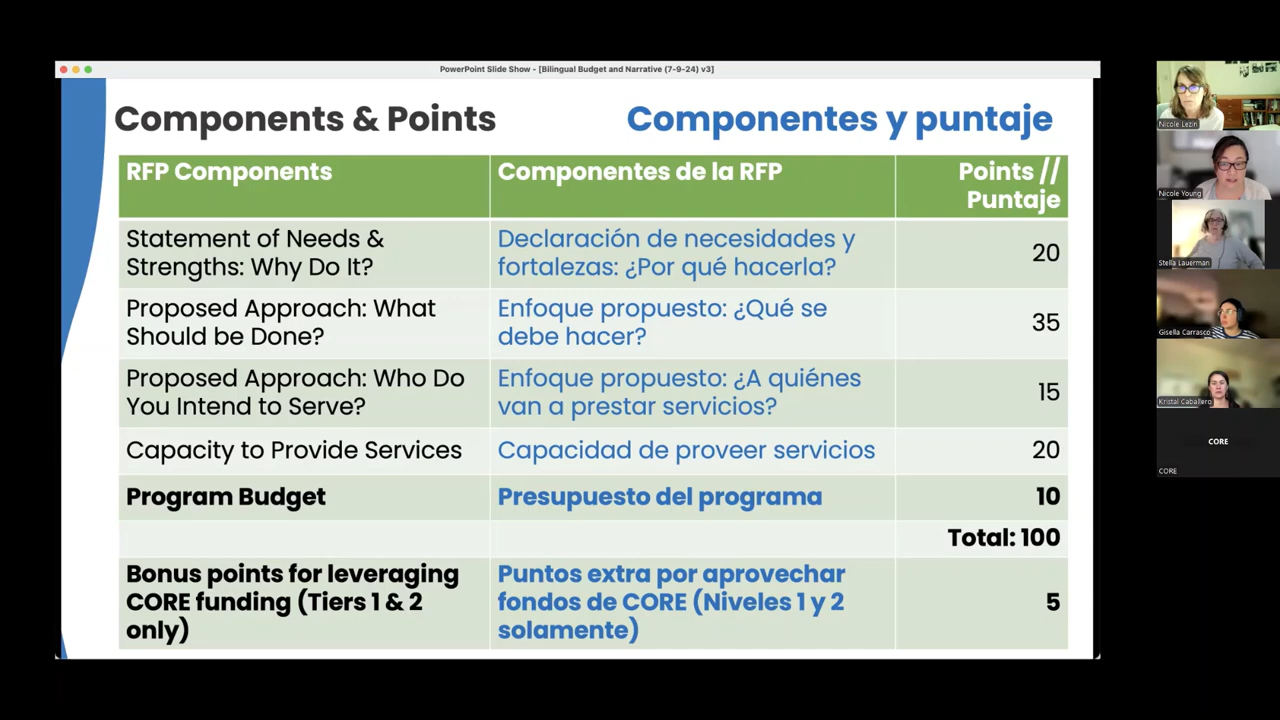 PowerPoint Slide Show - [Bilingual Budget and Narrative (7-9-24) v3]
Components & Points
Componentes y puntaje
RFP Components
Componentes de la RFP
Points //
Puntaje
Statement of Needs &
Strengths: Why Do It?
Declaración de necesidades y
fortalezas: ¿Por qué hacerla?
20
Proposed Approach: What
Should be Done?
Enfoque propuesto: ¿Qué se
debe hacer?
35
Proposed Approach: Who Do
You Intend to Serve?
Enfoque propuesto: ¿A quiénes
van a prestar servicios?
15
Capacity to Provide Services
Capacidad de proveer servicios
20
Program Budget
Presupuesto del programa
10
Total: 100
Bonus points for leveraging
CORE funding (Tiers 1 & 2
only)
Puntos extra por aprovechar
fondos de CORE (Niveles 1 y 2
solamente)
5
Nicole Lezin
Nicole Young
Stella Lauerman
Gisella Carrasco
Kristal Caballero
CORE
CORE